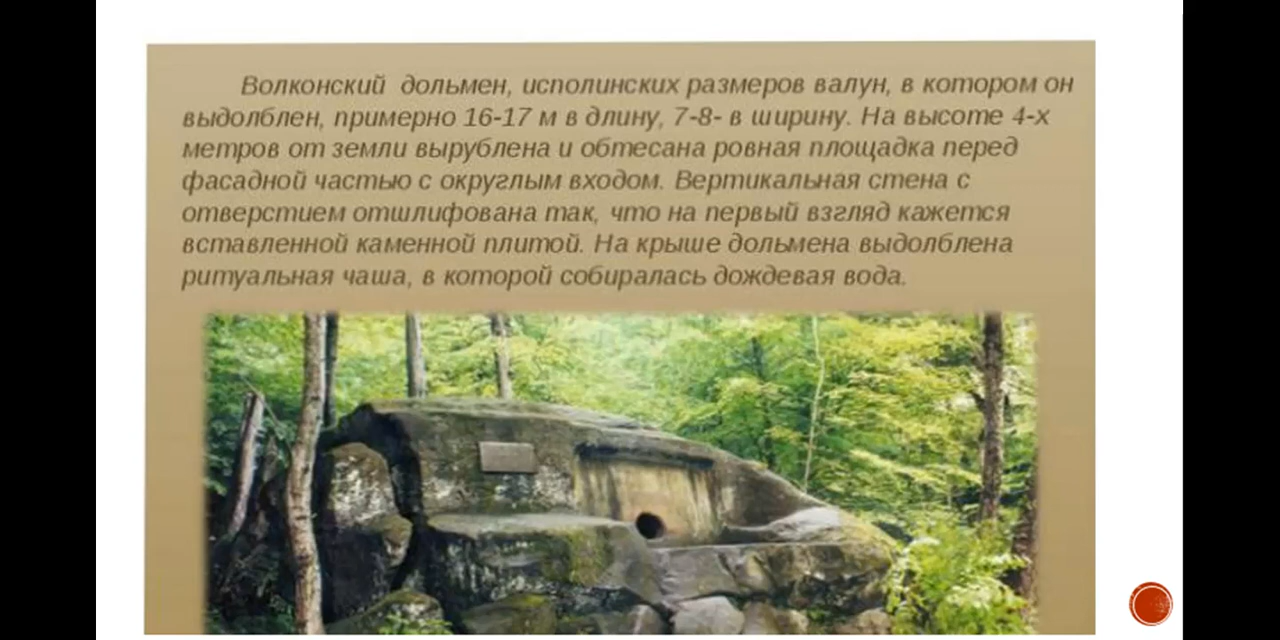 Волконский дольмен, исполинских размеров валун, в котором он
выдолблен, примерно 16-17 м в длину, 7-8- в ширину. На высоте 4-х
метров от земли вырублена и обтесана ровная площадка перед
фасадной частью с округлым входом. Вертикальная стена с
отверстием отшлифована так, что на первый взгляд кажется
вставленной каменной плитой. На крыше дольмена выдолблена
ритуальная чаша, в которой собиралась дождевая вода.